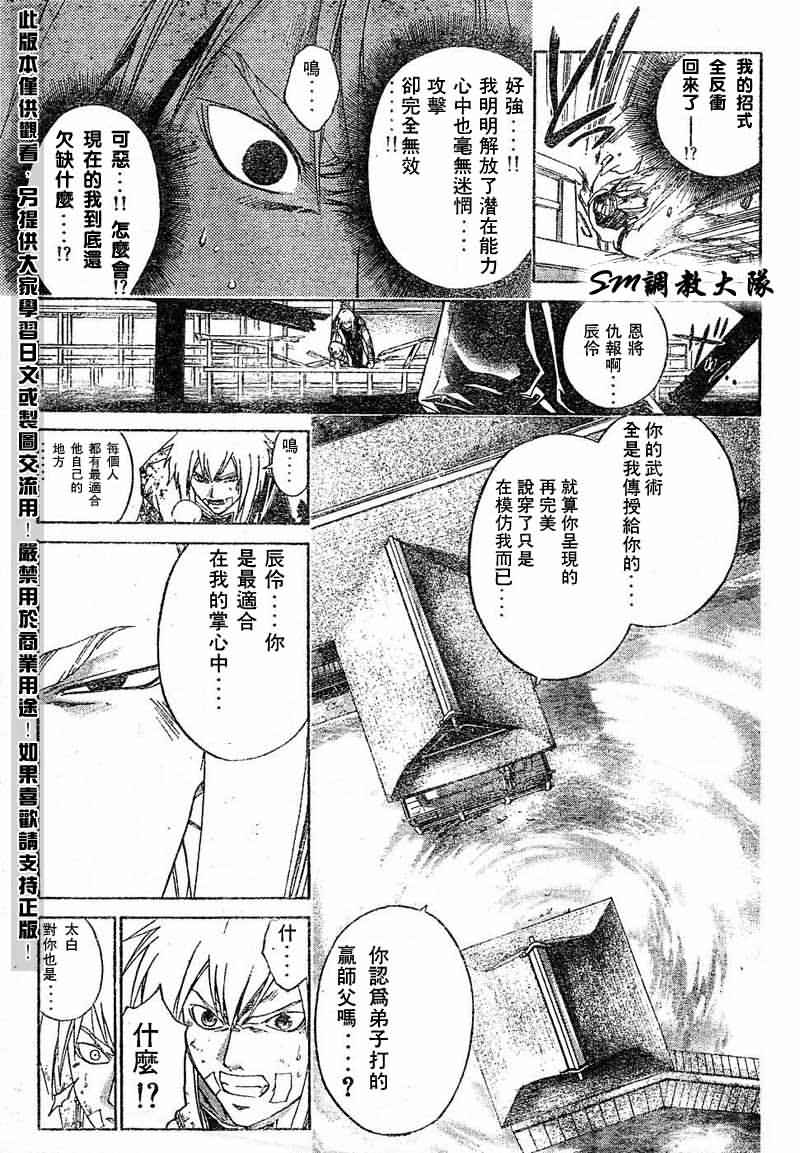 我的招式
全反衝
回來了——!?
好強‥‥!!
我明明解放了潛在能力
心中也毫無迷惘‥‥
攻擊
卻完全無效
‥‥‥!!
嗚‥‥
可惡‥‥!! 怎麼會!?
現在的我到底還
欠缺什麼‥‥!?
SM調教大隊
恩將
仇報啊‥‥
辰伶
你的武術
全是我傳授給你的‥‥
就算你呈現的
再完美
說穿了只是
在模仿我而已‥‥
嗚‥‥
每個人
都有最適合
他自己的
地方
辰伶‥‥你
是最適合
在我的掌心中‥‥
你認為弟子打的
贏師父嗎‥‥?
什‥‥
什麼!?
太白
對你也是‥‥
此版本僅供觀看，另提供大家學習日文或製圖交流用！嚴禁用於商業用途！如果喜歡請支持正版！